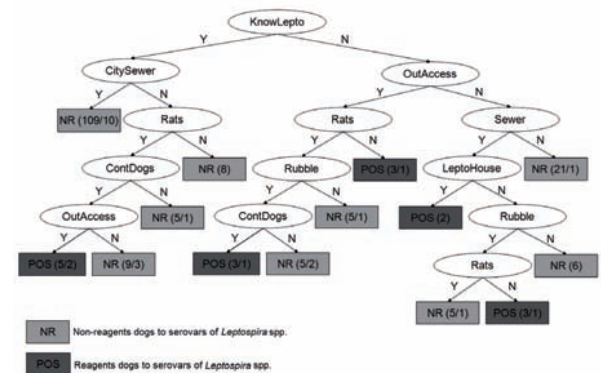 KnowLepto
Y N
CitySewer OutAccess
Y N Y N
NR (109/10) Rats Rats Sewer
Y N Y N Y N
ContDogs NR (8) Rubble POS (3/1) LeptoHouse NR (21/1)
Y N Y N Y N
OutAccess NR (5/1) ContDogs NR (5/1) POS (2) Rubble
Y N Y N Y N
POS (5/2) NR (9/3) POS (3/1) NR (5/2) Rats NR (6)
Y N
NR (5/1) POS (3/1)
NR Non-reagents dogs to serovars of Leptospira spp.
POS Reagents dogs to serovars of Leptospira spp.